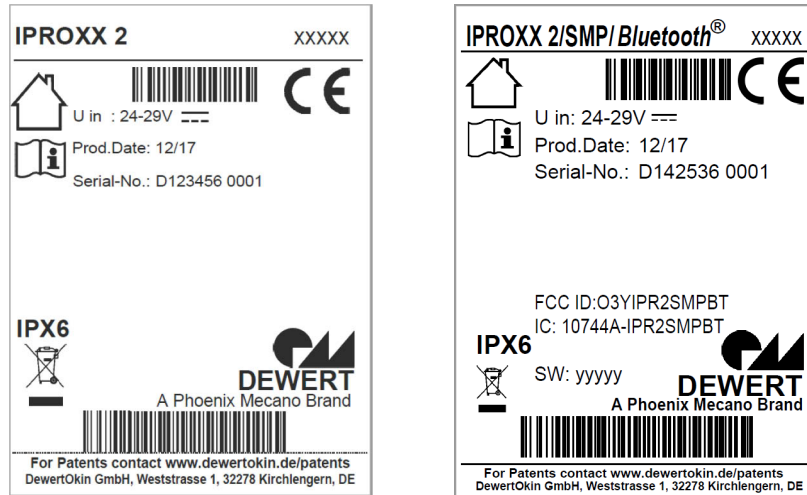 IPROXX 2 XXXXX
U in : 24-29V
Prod.Date: 12/17
Serial-No.: D123456 0001
IPX6
DEWERT
A Phoenix Mecano Brand
For Patents contact www.dewertokin.de/patents
DewertOkin GmbH, Weststrasse 1, 32278 Kirchlengern, DE
IPROXX 2/SMP/ Bluetooth® XXXXX
U in: 24-29V
Prod.Date: 12/17
Serial-No.: D142536 0001
FCC ID:O3YIPR2SMPBT
IC: 10744A-IPR2SMPBT
IPX6
SW: yyyyy
DEWERT
A Phoenix Mecano Brand
For Patents contact www.dewertokin.de/patents
DewertOkin GmbH, Weststrasse 1, 32278 Kirchlengern, DE